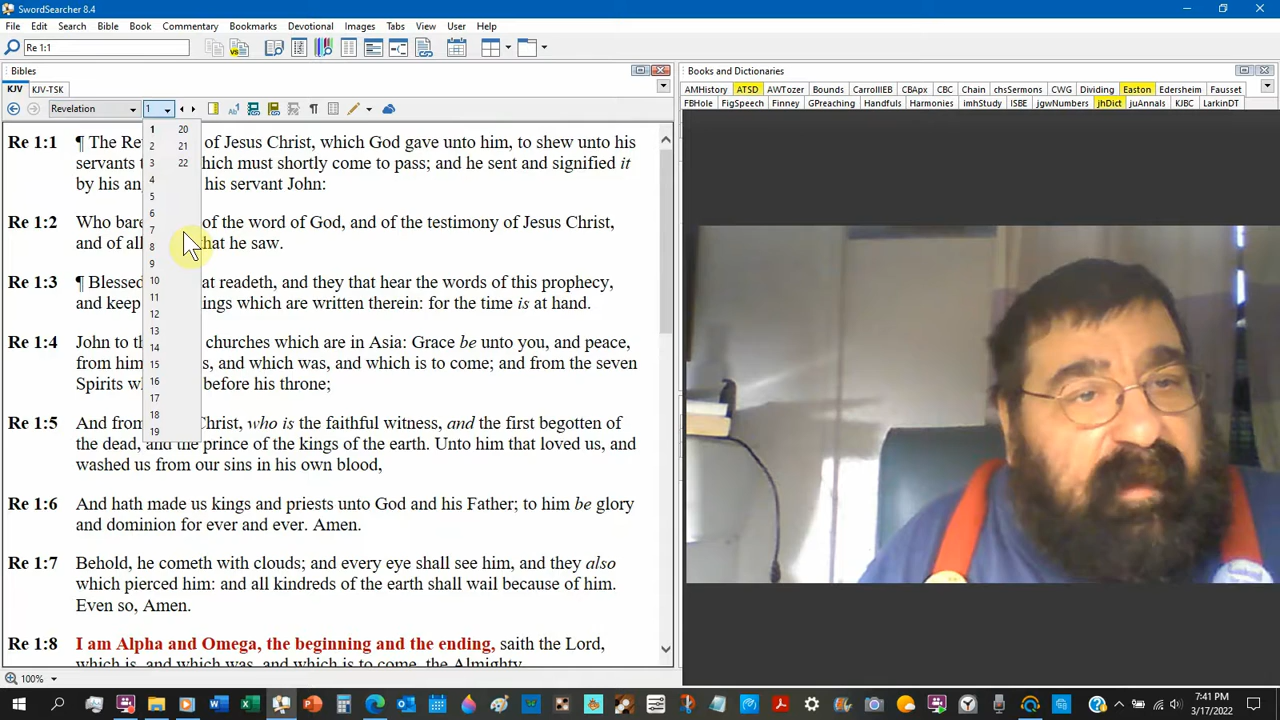 SwordSearcher 8.4
File Edit Search Bible Book Commentary Bookmarks Devotional Images Tabs View User Help
Re 1:1
Bibles
KJV KJV-TSK
Revelation 1
Re 1:1 ¶ The Rev of Jesus Christ, which God gave unto him, to shew unto his
servants t hich must shortly come to pass; and he sent and signified it
by his an his servant John:
Re 1:2 Who bare of the word of God, and of the testimony of Jesus Christ,
and of all hat he saw.
Re 1:3 ¶ Blessed at readeth, and they that hear the words of this prophecy,
and keep ings which are written therein: for the time is at hand.
Re 1:4 John to th churches which are in Asia: Grace be unto you, and peace,
from him s, and which was, and which is to come; and from the seven
Spirits w before his throne;
Re 1:5 And from Christ, who is the faithful witness, and the first begotten of
the dead, and the prince of the kings of the earth. Unto him that loved us, and
washed us from our sins in his own blood,
Re 1:6 And hath made us kings and priests unto God and his Father; to him be glory
and dominion for ever and ever. Amen.
Re 1:7 Behold, he cometh with clouds; and every eye shall see him, and they also
which pierced him: and all kindreds of the earth shall wail because of him.
Even so, Amen.
Re 1:8 I am Alpha and Omega, the beginning and the ending, saith the Lord,
which is, and which was, and which is to come, the Almighty.
1 20
2 21
3 22
4
5
6
7
8
9
10
11
12
13
14
15
16
17
18
19
100%
Books and Dictionaries
AMHistory ATSD AWTozer Bounds CarrollIEB CBApx CBC Chain chsSermons CWG Dividing Easton Edersheim Fausset
FBHole FigSpeech Finney GPreaching Handfuls Harmonies imhStudy ISBE jgwNumbers jhDict juAnnals KJBC LarkinDT
7:41 PM
3/17/2022